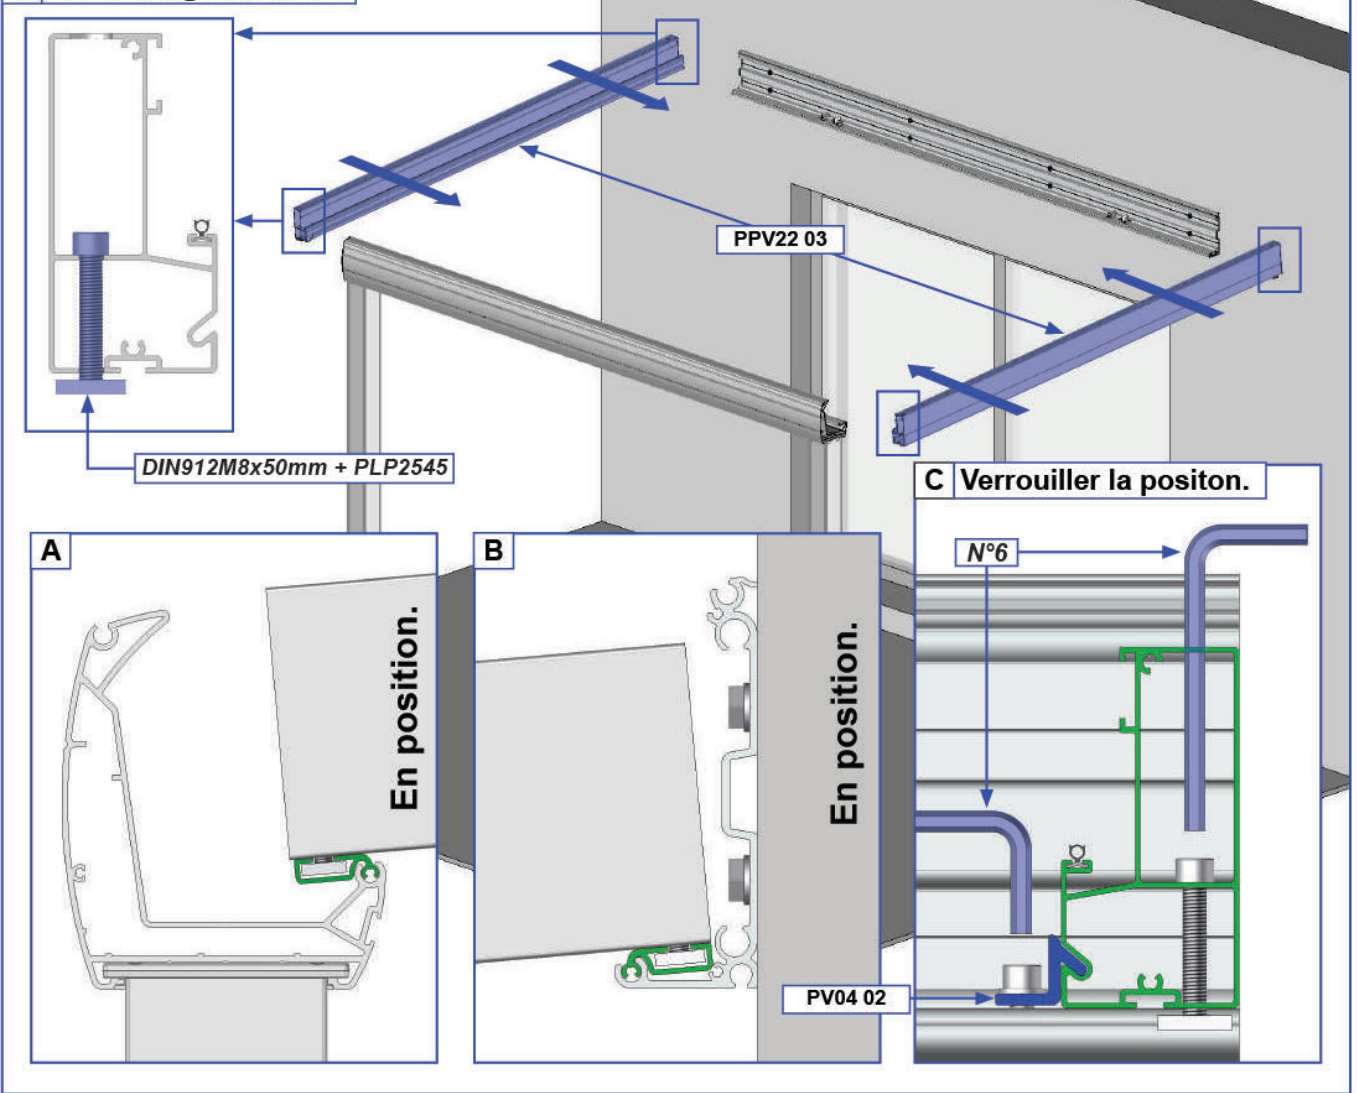 PPV22 03
DIN912M8x50mm + PLP2545
C Verrouiller la positon.
N°6
A
En position.
B
En position.
PV04 02